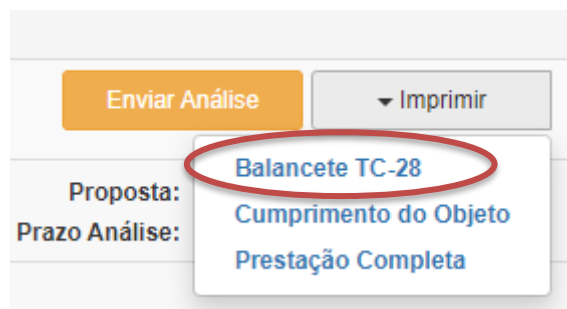 Enviar Análise
Imprimir
Balancete TC-28
Proposta:
Cumprimento do Objeto
Prazo Análise:
Prestação Completa